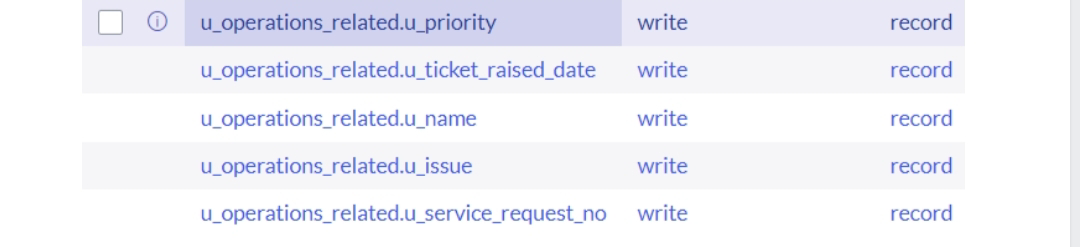 u_operations_related.u_priority write record
u_operations_related.u_ticket_raised_date write record
u_operations_related.u_name write record
u_operations_related.u_issue write record
u_operations_related.u_service_request_no write record